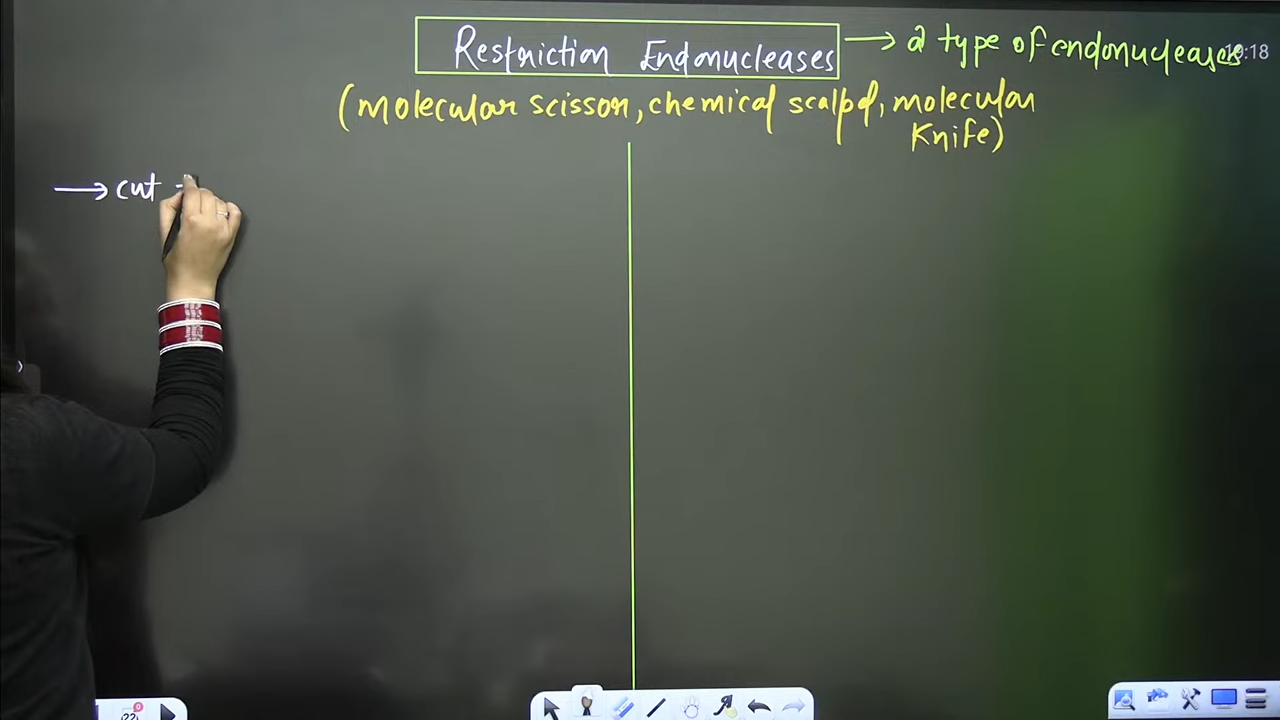 Restriction Endonucleases → a type of endonucleases
(molecular scissor, chemical scalpel, molecular
Knife)
→ cut